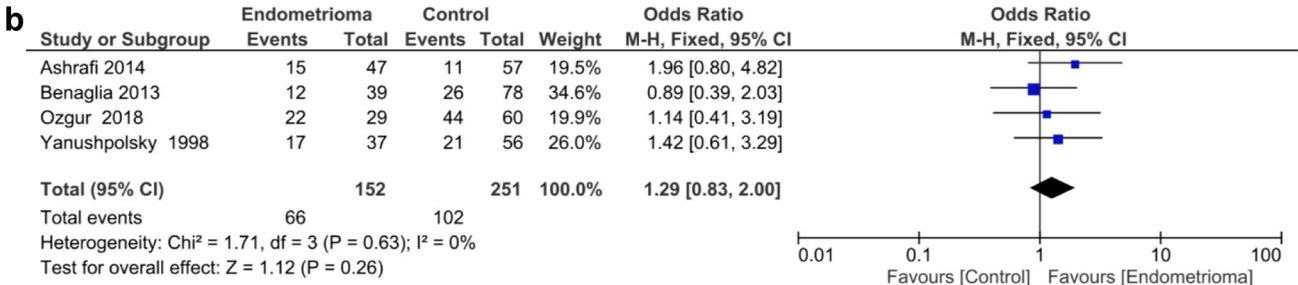 b
Endometrioma Control Odds Ratio Odds Ratio
Study or Subgroup Events Total Events Total Weight M-H, Fixed, 95% CI M-H, Fixed, 95% CI
Ashrafi 2014 15 47 11 57 19.5% 1.96 [0.80, 4.82]
Benaglia 2013 12 39 26 78 34.6% 0.89 [0.39, 2.03]
Ozgur 2018 22 29 44 60 19.9% 1.14 [0.41, 3.19]
Yanushpolsky 1998 17 37 21 56 26.0% 1.42 [0.61, 3.29]
Total (95% CI) 152 251 100.0% 1.29 [0.83, 2.00]
Total events 66 102
Heterogeneity: Chi² = 1.71, df = 3 (P = 0.63); I² = 0%
Test for overall effect: Z = 1.12 (P = 0.26)
0.01 0.1 1 10 100
Favours [Control] Favours [Endometrioma]